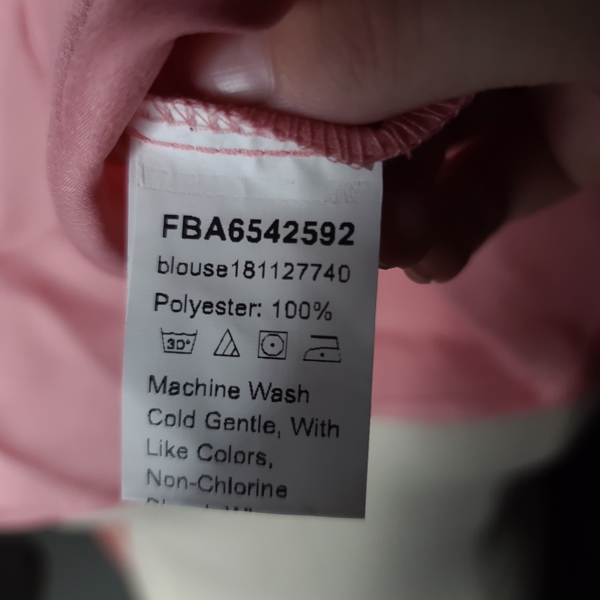 FBA6542592
blouse181127740
Polyester: 100%
30°
Machine Wash
Cold Gentle, With
Like Colors,
Non-Chlorine